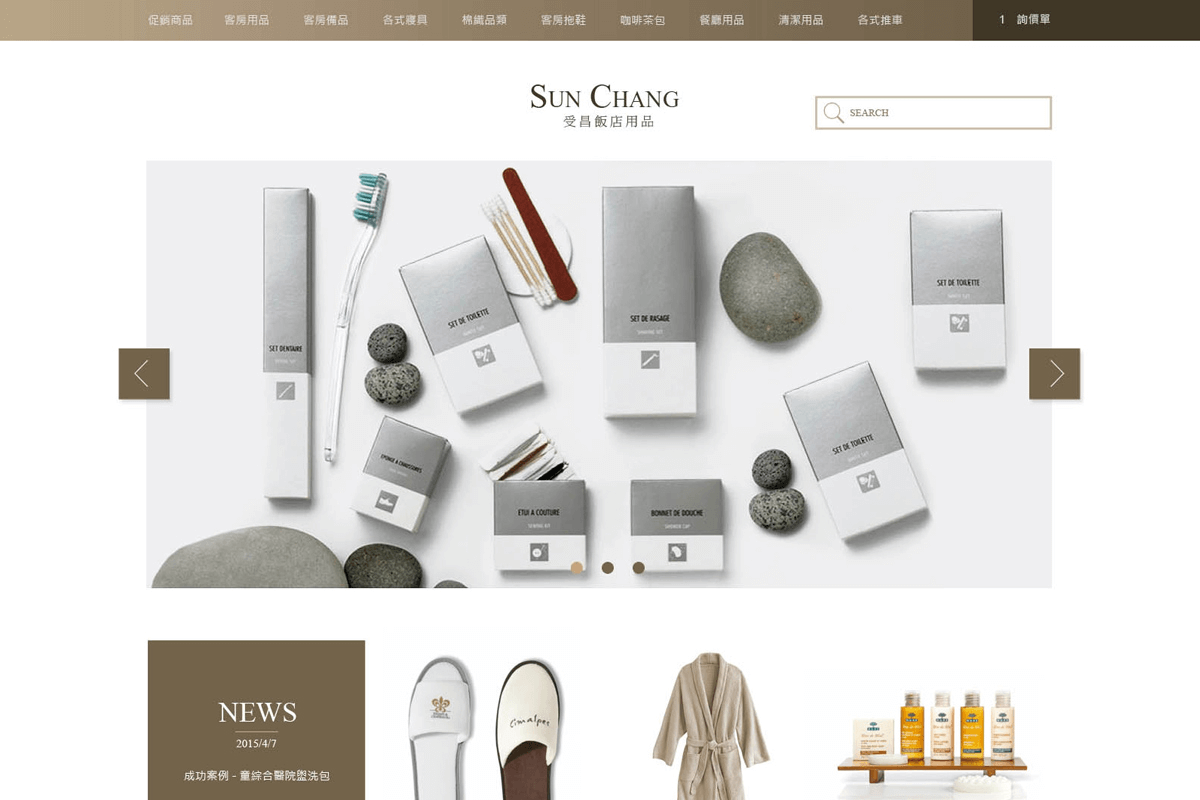 促銷商品 客房用品 客房備品 各式寢具 棉織品類 客房拖鞋 咖啡茶包 餐廳用品 清潔用品 各式推車 1 詢價單
SUN CHANG
受昌飯店用品
SEARCH
SET DENTAIRE
SET DE TOILETTE
SET DE RASAGE
SHAVING KIT
SET DE TOILETTE
SET DE TOILETTE
EPONGE A CHAUSSURES
ETUI A COUTURE
SEWING KIT
BONNET DE DOUCHE
SHOWER CAP
NEWS
2015/4/7
成功案例 - 童綜合醫院盥洗包
Cimalpes